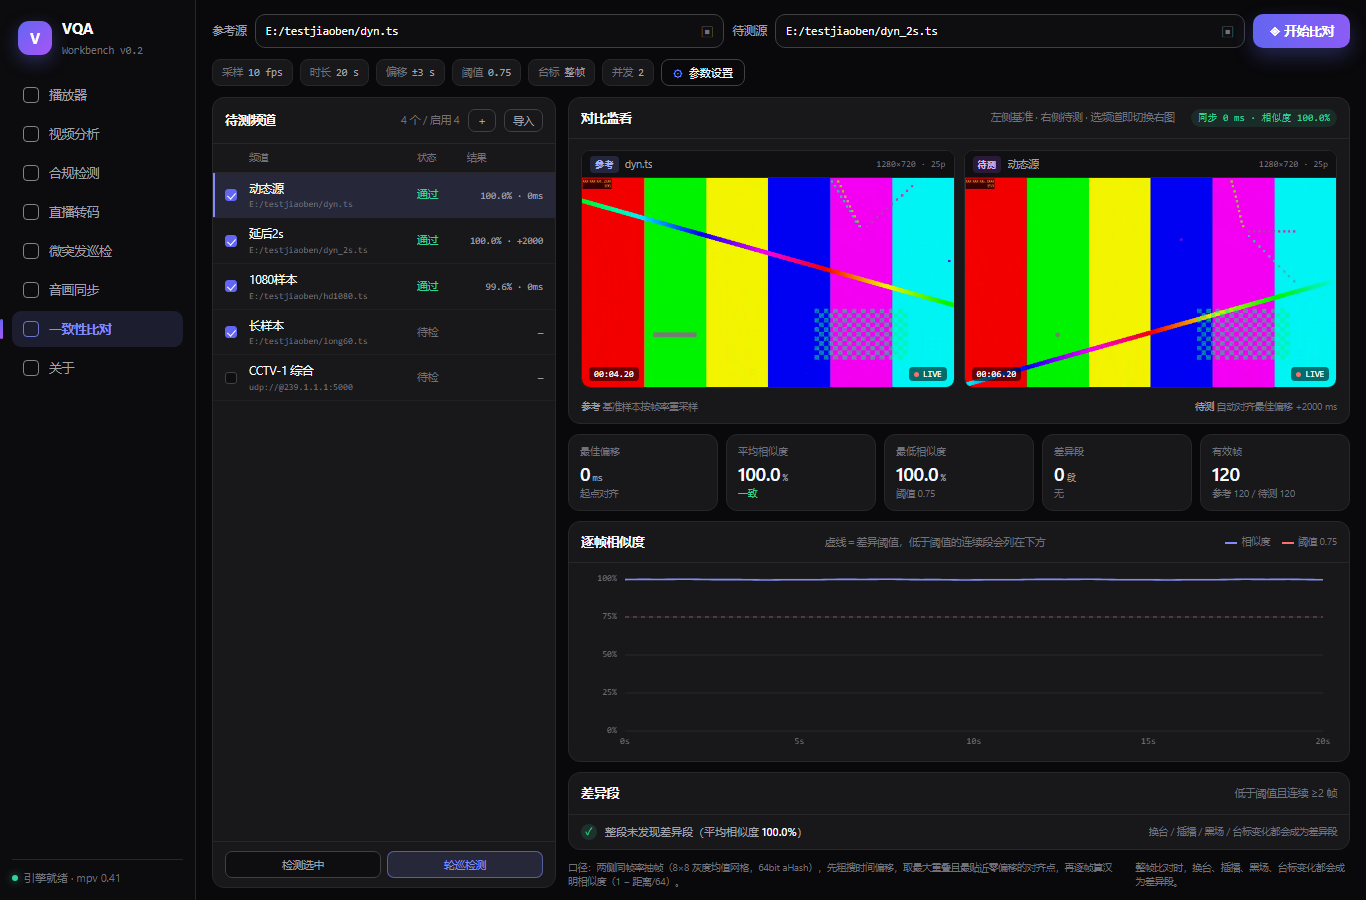 V
VQA
Workbench v0.2
播放器
视频分析
合规检测
直播转码
微突发巡检
音画同步
一致性比对
关于
引擎就绪 · mpv 0.41
参考源
E:/testjiaoben/dyn.ts
待测源
E:/testjiaoben/dyn_2s.ts
开始比对
采样 10 fps
时长 20 s
偏移 ±3 s
阈值 0.75
台标 整帧
并发 2
参数设置
待测频道
4 个 / 启用 4
+
导入
频道
状态
结果
动态源
E:/testjiaoben/dyn.ts
通过
100.0% · 0ms
延后2s
E:/testjiaoben/dyn_2s.ts
通过
100.0% · +2000
1080样本
E:/testjiaoben/hd1080.ts
通过
99.6% · 0ms
长样本
E:/testjiaoben/long60.ts
待检
—
CCTV-1 综合
udp://@239.1.1.1:5000
待检
—
检测选中
轮巡检测
对比监看
左侧基准 · 右侧待测 · 选频道即切换右图
同步 0 ms · 相似度 100.0%
参考
dyn.ts
1280×720 · 25p
00:04.20
LIVE
待测
动态源
1280×720 · 25p
00:06.20
LIVE
参考 基准样本按帧率重采样
待测 自动对齐最佳偏移 +2000 ms
最佳偏移
0 ms
起点对齐
平均相似度
100.0 %
一致
最低相似度
100.0 %
阈值 0.75
差异段
0 段
无
有效帧
120
参考 120 / 待测 120
逐帧相似度
虚线 = 差异阈值，低于阈值的连续段会列在下方
相似度
阈值 0.75
100%
75%
50%
25%
0%
0s
5s
10s
15s
20s
差异段
低于阈值且连续 ≥2 帧
整段未发现差异段（平均相似度 100.0%）
换台 / 插播 / 黑场 / 台标变化都会成为差异段
口径：两侧同帧率抽帧（8×8 灰度均值网格，64bit aHash），先粗搜时间偏移，取最大重叠且最贴近零偏移的对齐点，再逐帧算汉
明相似度（1 − 距离/64）。
整帧比对时，换台、插播、黑场、台标变化都会成
为差异段。